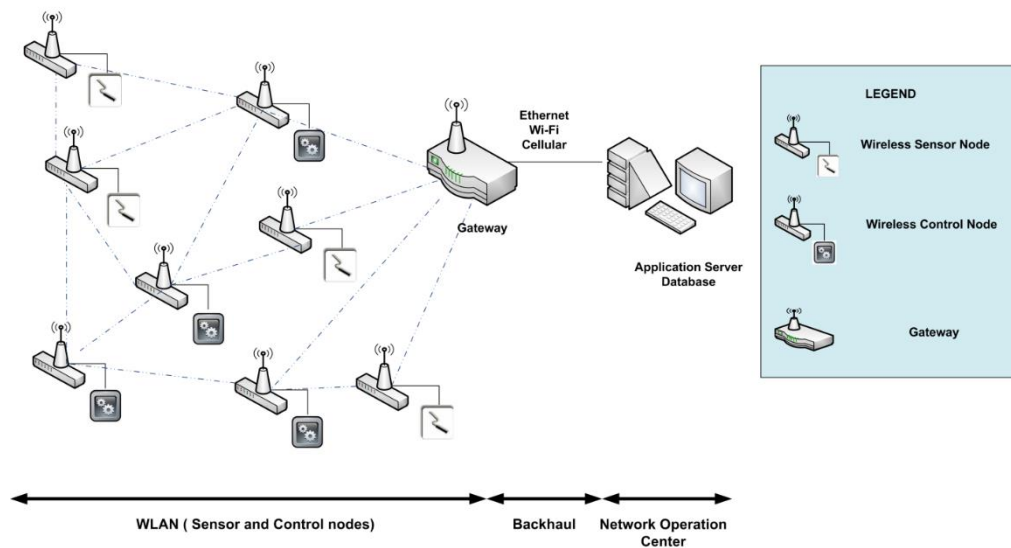 Ethernet
Wi-Fi
Cellular
Gateway
Application Server
Database
LEGEND
Wireless Sensor Node
Wireless Control Node
Gateway
WLAN ( Sensor and Control nodes)
Backhaul
Network Operation
Center